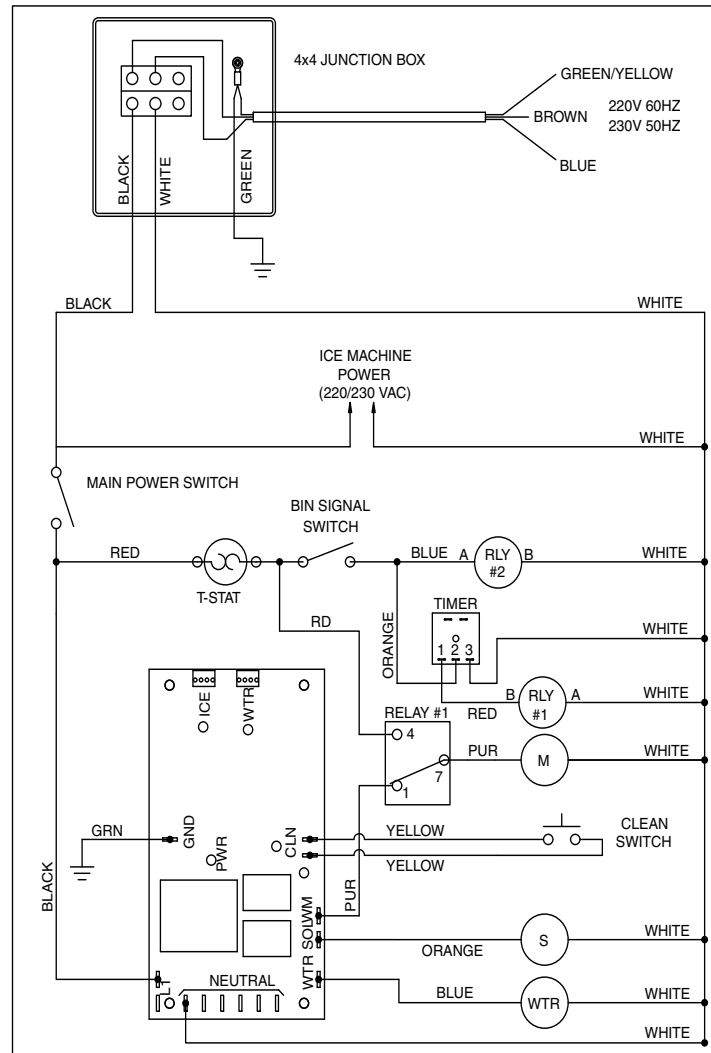 4x4 JUNCTION BOX
GREEN/YELLOW
BROWN
220V 60HZ
230V 50HZ
BLUE
BLACK
WHITE
GREEN
BLACK
WHITE
ICE MACHINE
POWER
(220/230 VAC)
WHITE
MAIN POWER SWITCH
BIN SIGNAL
SWITCH
RED
T-STAT
BLUE
A
RLY
#2
B
WHITE
RD
ORANGE
TIMER
1 2 3
WHITE
ICE
WTR
RED
B
RLY
#1
A
WHITE
RELAY #1
4
7
1
PUR
M
WHITE
GRN
GND
PWR
CLN
YELLOW
YELLOW
CLEAN
SWITCH
BLACK
PUR
WM
SOL
WTR
ORANGE
S
WHITE
L1
NEUTRAL
BLUE
WTR
WHITE
WHITE